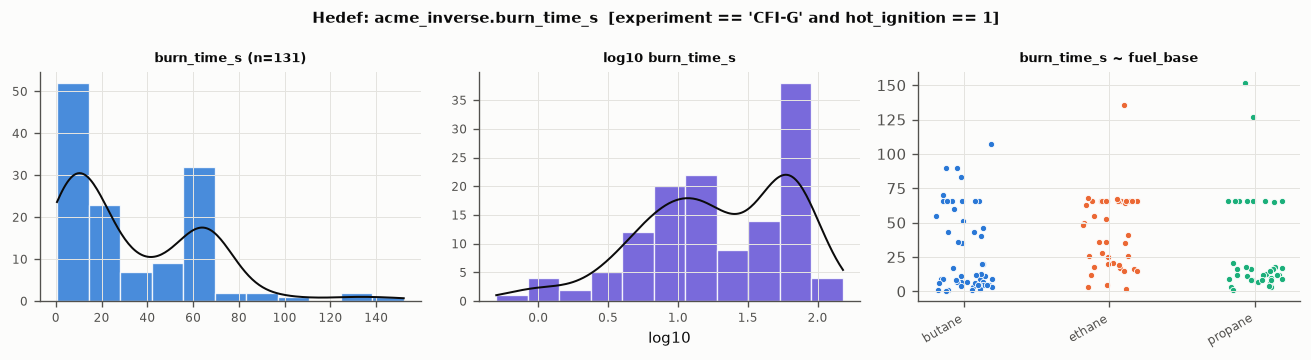 Hedef: acme_inverse.burn_time_s [experiment == 'CFI-G' and hot_ignition == 1]
burn_time_s (n=131)
log10 burn_time_s
burn_time_s ~ fuel_base
50
40
30
20
10
0
0 20 40 60 80 100 120 140
35
30
25
20
15
10
5
0
0.0 0.5 1.0 1.5 2.0
log10
150
125
100
75
50
25
0
butane
ethane
propane